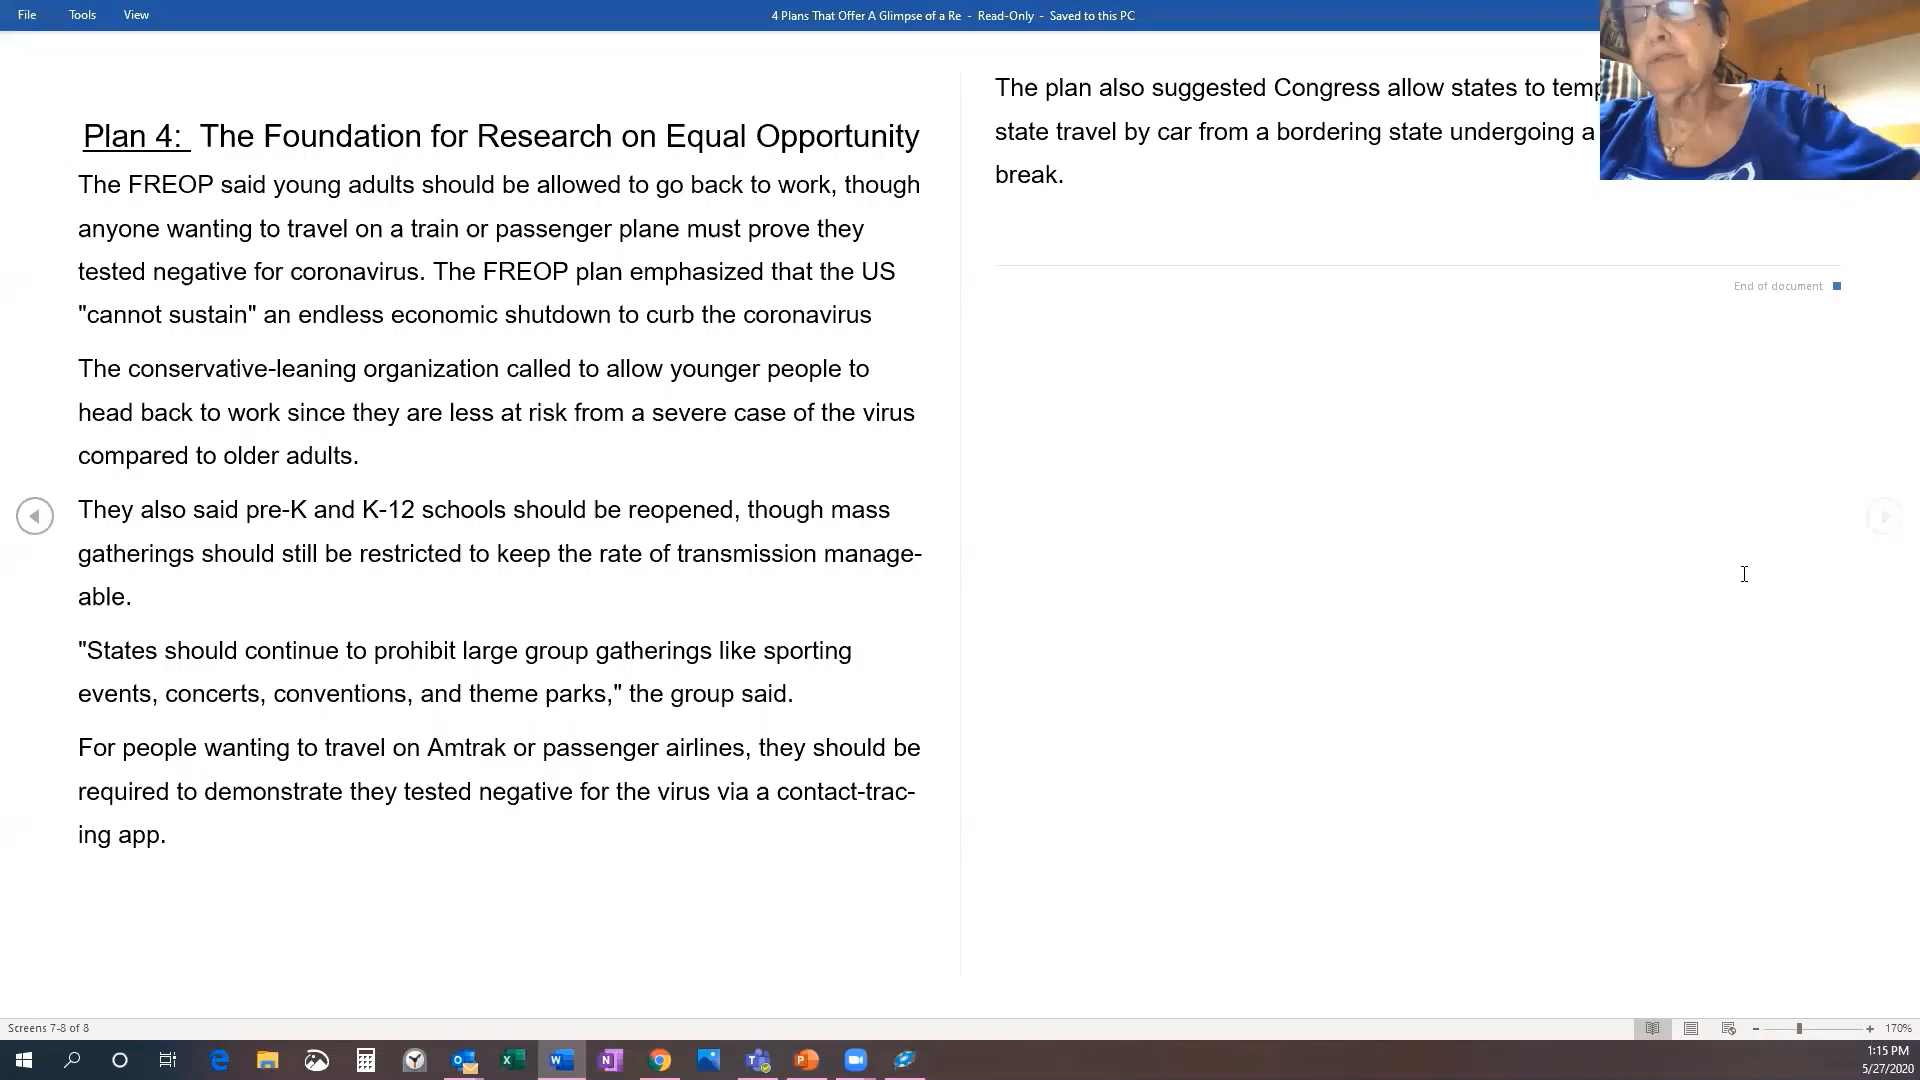 File Tools View
4 Plans That Offer A Glimpse of a Re - Read-Only - Saved to this PC
Plan 4: The Foundation for Research on Equal Opportunity
The FREOP said young adults should be allowed to go back to work, though
anyone wanting to travel on a train or passenger plane must prove they
tested negative for coronavirus. The FREOP plan emphasized that the US
"cannot sustain" an endless economic shutdown to curb the coronavirus
The conservative-leaning organization called to allow younger people to
head back to work since they are less at risk from a severe case of the virus
compared to older adults.
They also said pre-K and K-12 schools should be reopened, though mass
gatherings should still be restricted to keep the rate of transmission manage-
able.
"States should continue to prohibit large group gatherings like sporting
events, concerts, conventions, and theme parks," the group said.
For people wanting to travel on Amtrak or passenger airlines, they should be
required to demonstrate they tested negative for the virus via a contact-trac-
ing app.
The plan also suggested Congress allow states to temp
state travel by car from a bordering state undergoing a
break.
End of document
Screens 7-8 of 8
170%
1:15 PM
5/27/2020